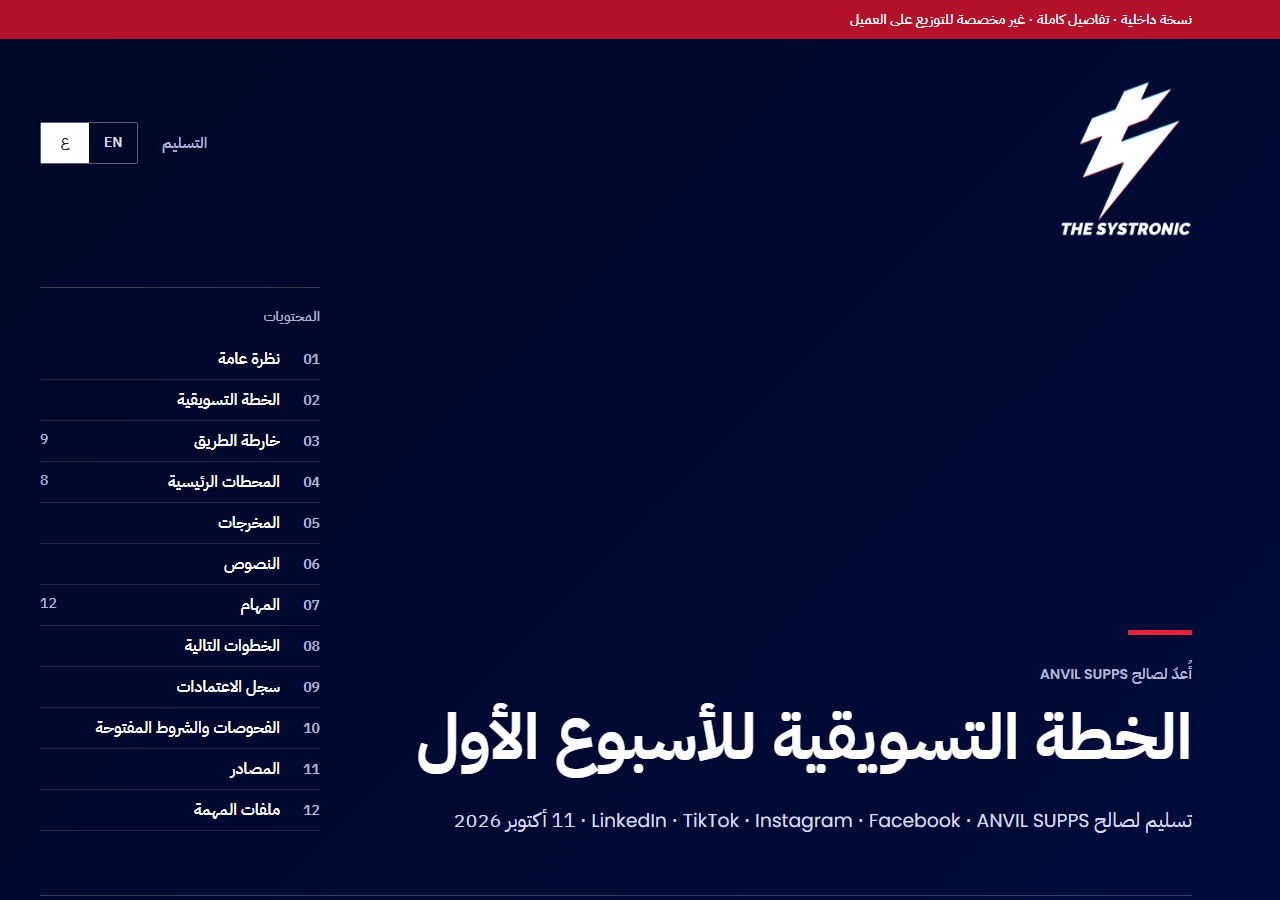 نسخة داخلية · تفاصيل كاملة · غير مخصصة للتوزيع على العميل
THE SYSTRONIC
التسليم
EN
ع
المحتويات
01 نظرة عامة
02 الخطة التسويقية
03 خارطة الطريق 9
04 المحطات الرئيسية 8
05 المخرجات
06 النصوص
07 المهام 12
08 الخطوات التالية
09 سجل الاعتمادات
10 الفحوصات والشروط المفتوحة
11 المصادر
12 ملفات المهمة
أُعدّ لصالح ANVIL SUPPS
الخطة التسويقية للأسبوع الأول
تسليم لصالح ANVIL SUPPS · Facebook · Instagram · TikTok · LinkedIn · 11 أكتوبر 2026